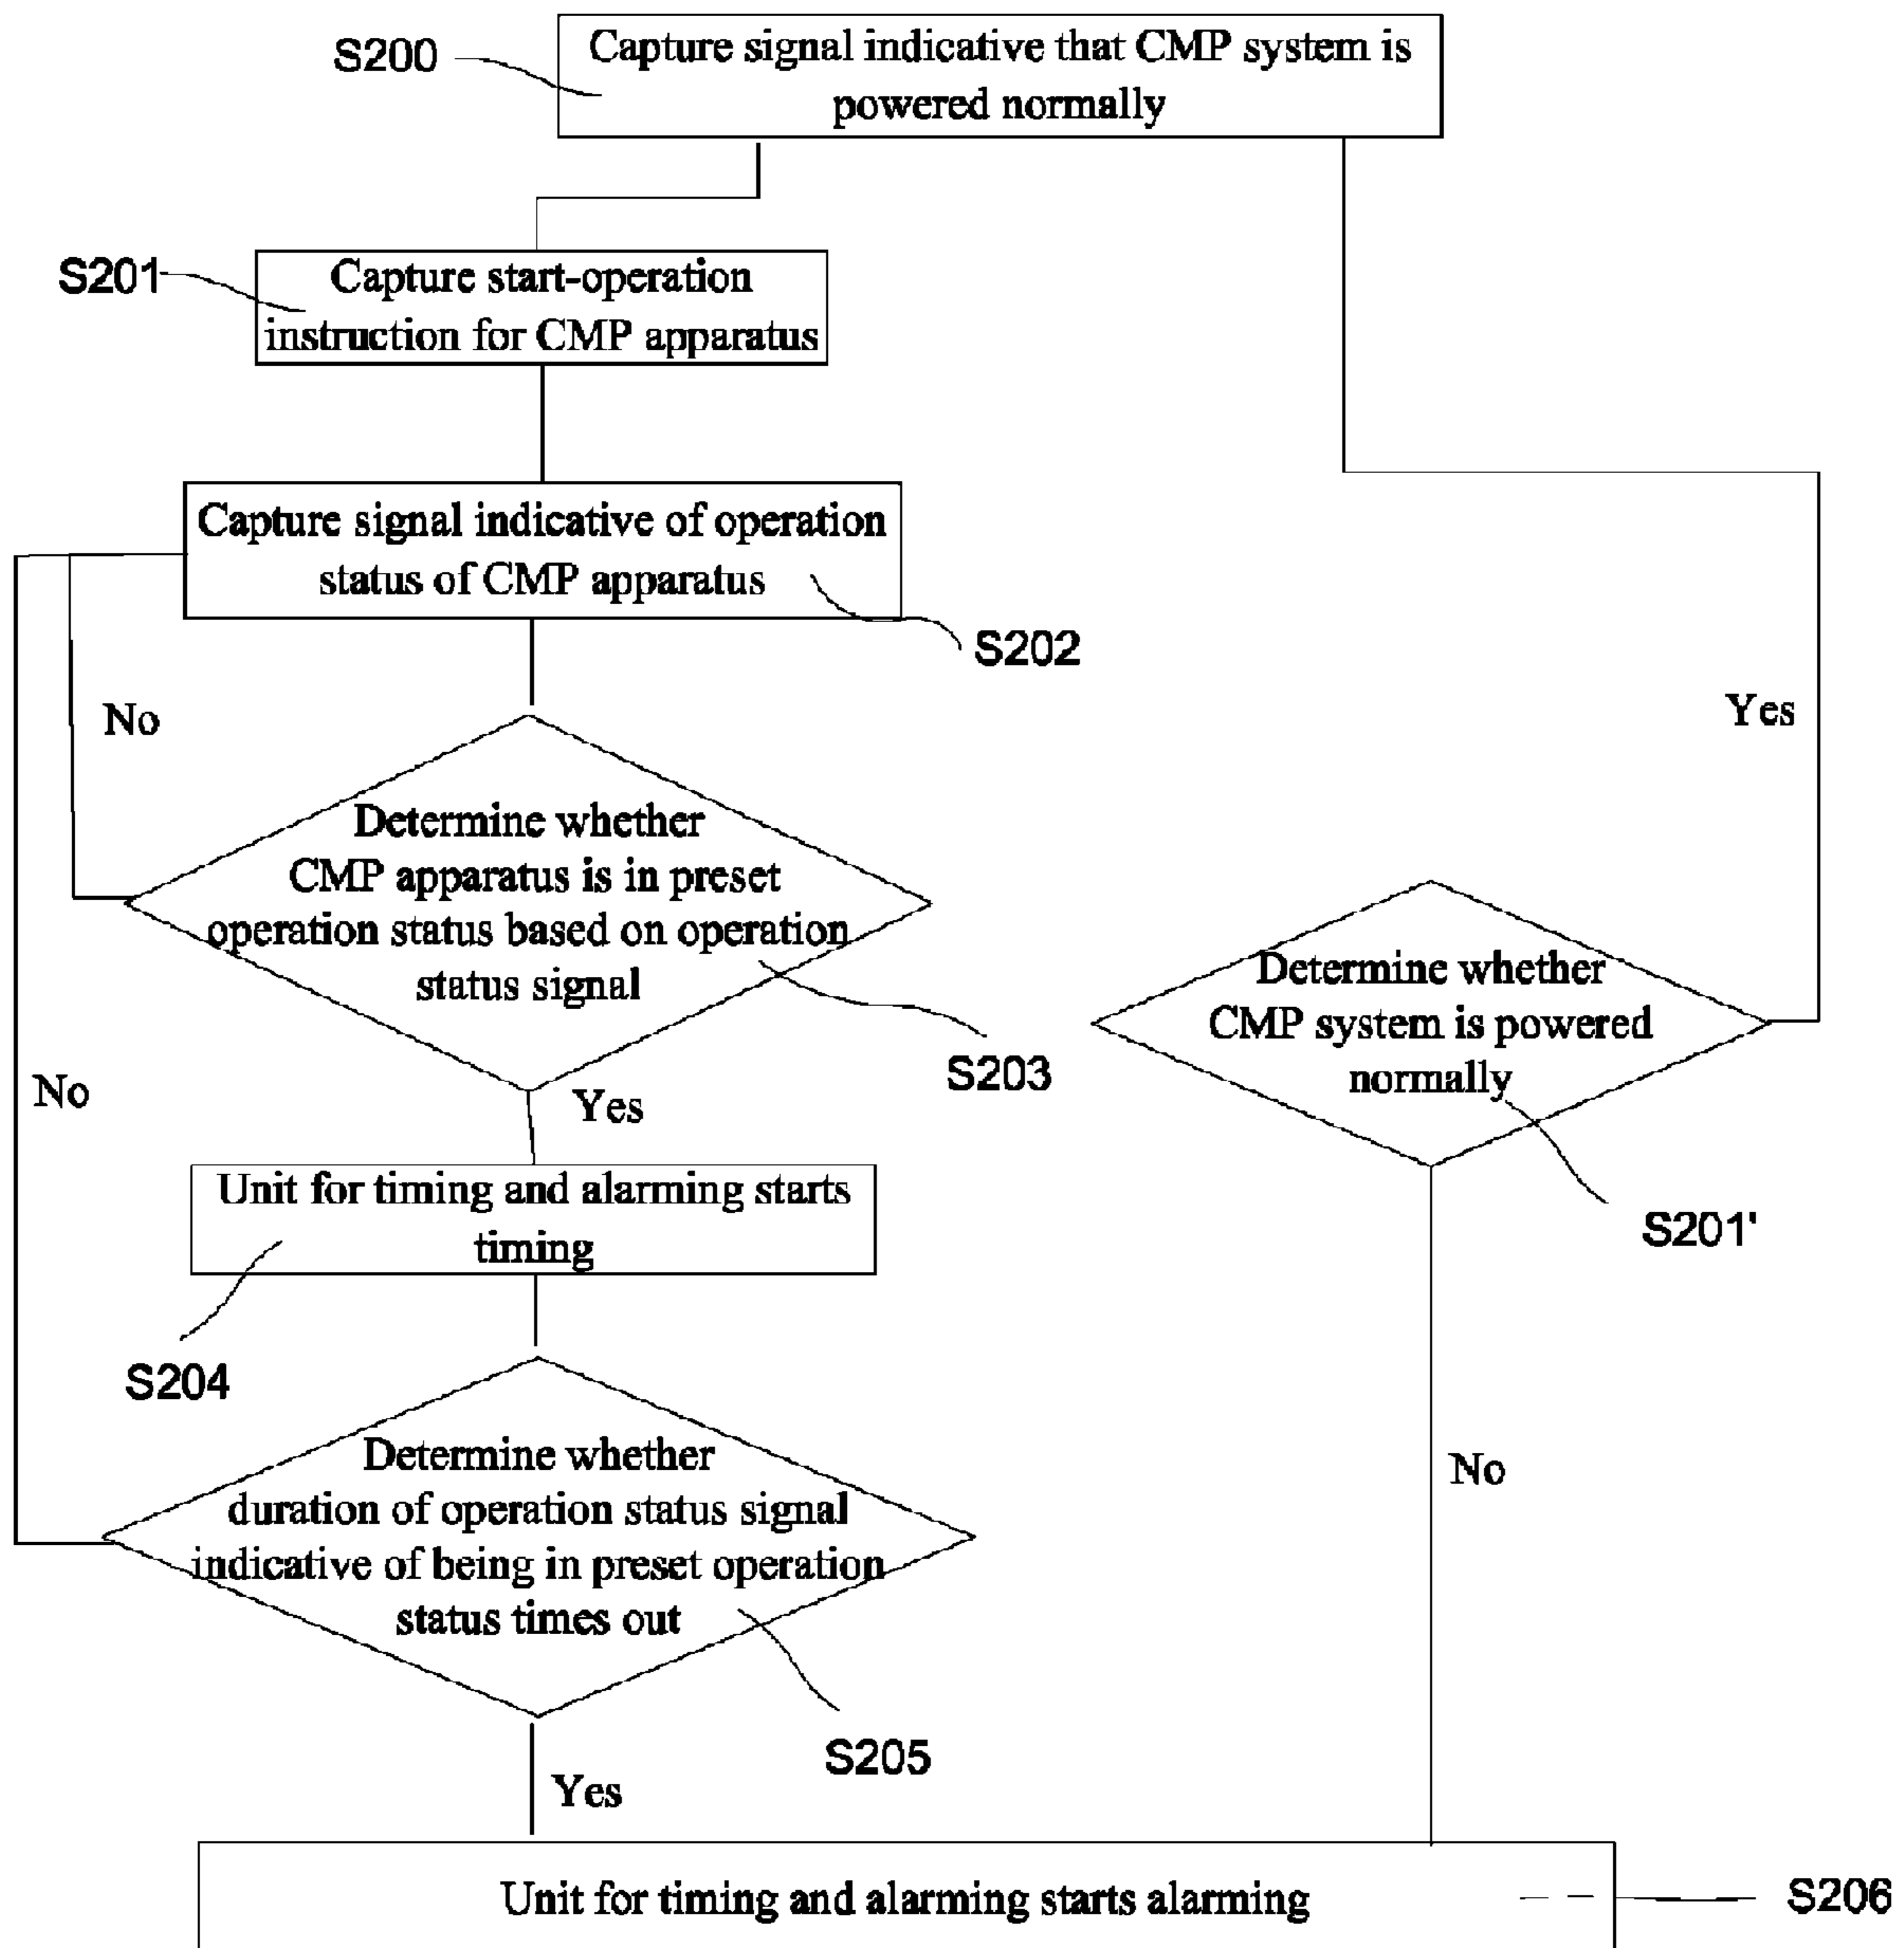 S200
Capture signal indicative that CMP system is
powered normally
S201
Capture start-operation
instruction for CMP apparatus
Capture signal indicative of operation
status of CMP apparatus
S202
No
Yes
Determine whether
CMP apparatus is in preset
operation status based on operation
status signal
S203
Determine whether
CMP system is powered
normally
S201'
No
Yes
Unit for timing and alarming starts
timing
S204
Determine whether
duration of operation status signal
indicative of being in preset operation
status times out
S205
No
Yes
Unit for timing and alarming starts alarming
S206